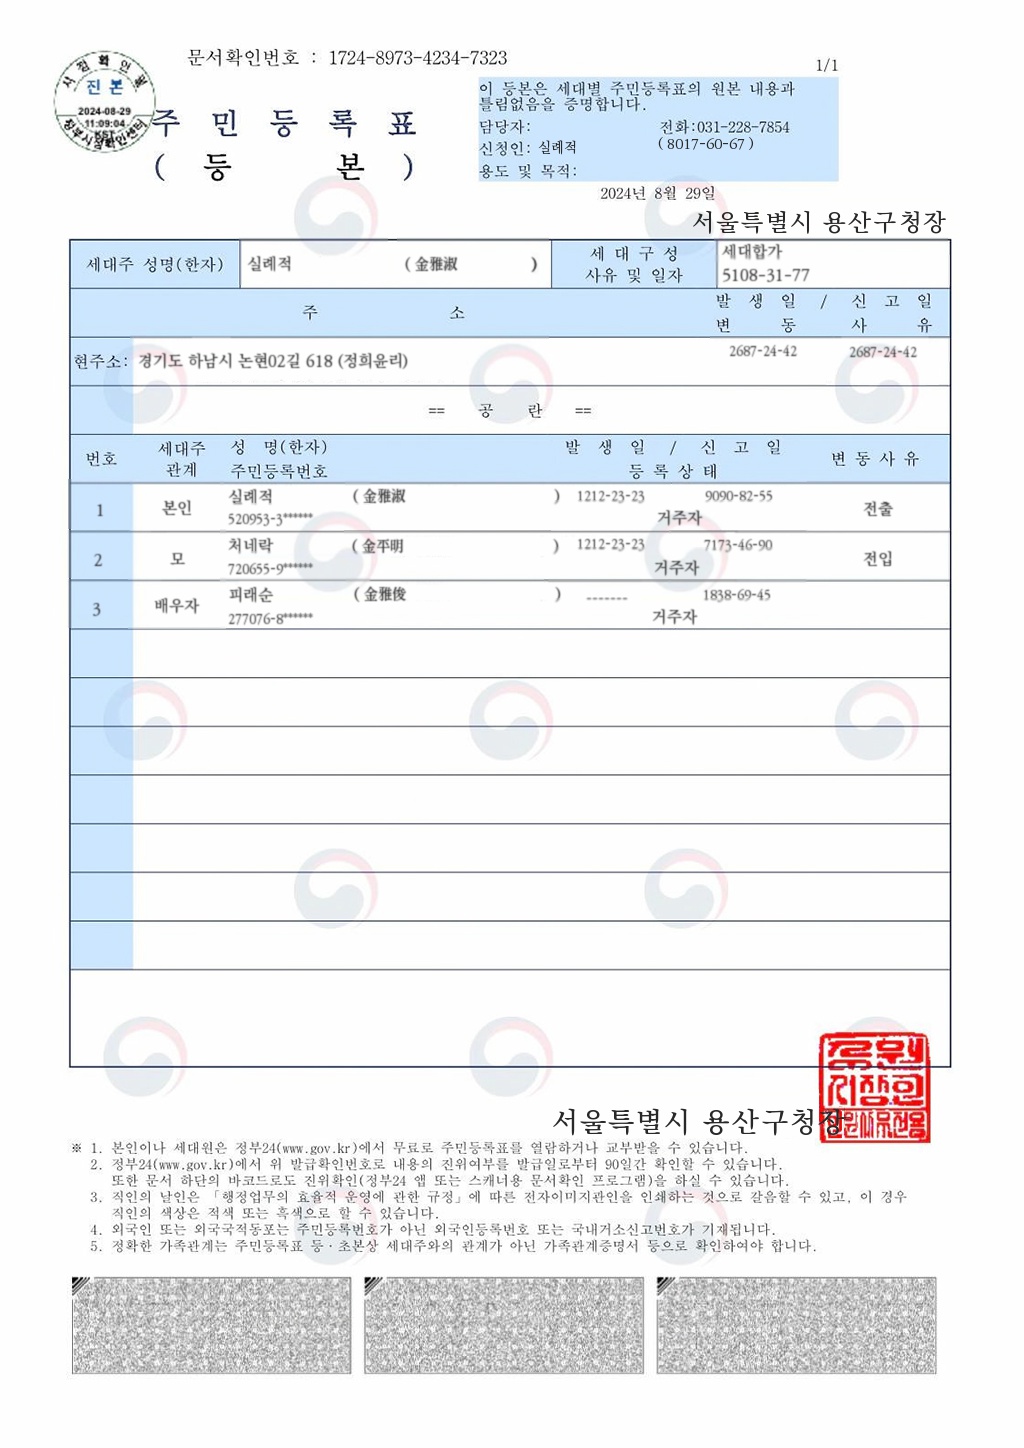 문서확인번호 : 1724-8973-4234-7323
1/1
시점확인필
진본
2024-08-29
11:09:04
KST
정부시점확인센터
주 민 등 록 표
( 등 본 )
이 등본은 세대별 주민등록표의 원본 내용과
틀림없음을 증명합니다.
담당자: 전화:031-228-7854
신청인: 실례적 (8017-60-67)
용도 및 목적:
2024년 8월 29일
서울특별시 용산구청장
세대주 성명(한자) 실례적 (金雅淑 ) 세 대 구 성 사유 및 일자 세대합가
5108-31-77
주 소 발 생 일 / 신 고 일
변 동 사 유
현주소: 경기도 하남시 논현02길 618 (정희윤리) 2687-24-42 2687-24-42
== 공 란 ==
번호 세대주 관계 성 명(한자) 발 생 일 / 신 고 일 변 동 사 유
주민등록번호 등 록 상 태
1 본인 실례적 (金雅淑 ) 1212-23-23 9090-82-55 전출
520953-3****** 거주자
2 모 처네락 (金平明 ) 1212-23-23 7173-46-90 전입
720655-9****** 거주자
3 배우자 피래순 (金雅俊 ) ------- 1838-69-45
277076-8****** 거주자
서울특별시 용산구청장
※ 1. 본인이나 세대원은 정부24(www.gov.kr)에서 무료로 주민등록표를 열람하거나 교부받을 수 있습니다.
2. 정부24(www.gov.kr)에서 위 발급확인번호로 내용의 진위여부를 발급일로부터 90일간 확인할 수 있습니다.
또한 문서 하단의 바코드로도 진위확인(정부24 앱 또는 스캐너용 문서확인 프로그램)을 하실 수 있습니다.
3. 직인의 날인은 「행정업무의 효율적 운영에 관한 규정」에 따른 전자이미지관인을 인쇄하는 것으로 갈음할 수 있고, 이 경우
직인의 색상은 적색 또는 흑색으로 할 수 있습니다.
4. 외국인 또는 외국국적동포는 주민등록번호가 아닌 외국인등록번호 또는 국내거소신고번호가 기재됩니다.
5. 정확한 가족관계는 주민등록표 등·초본상 세대주와의 관계가 아닌 가족관계증명서 등으로 확인하여야 합니다.